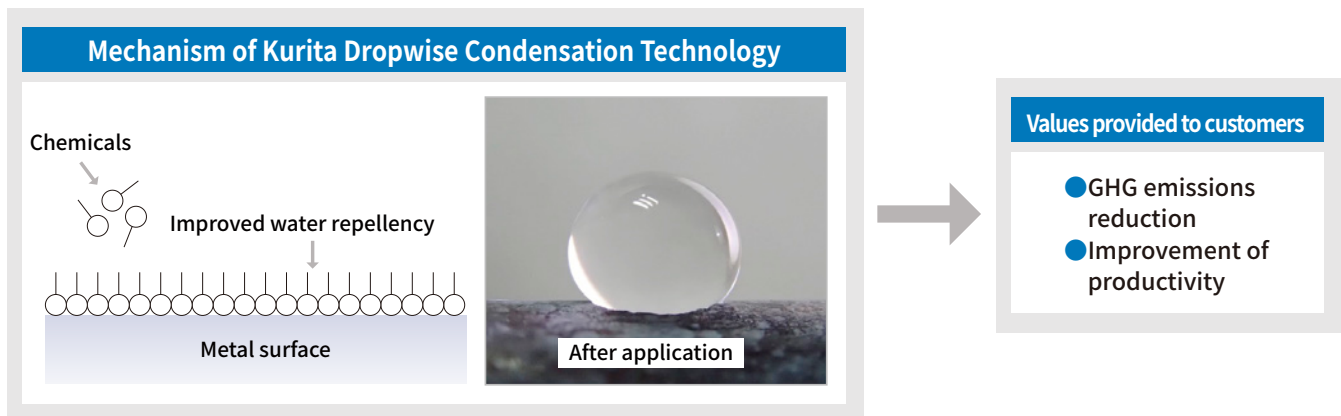 Mechanism of Kurita Dropwise Condensation Technology
Chemicals
Improved water repellency
Metal surface
After application
Values provided to customers
●GHG emissions
reduction
●Improvement of
productivity